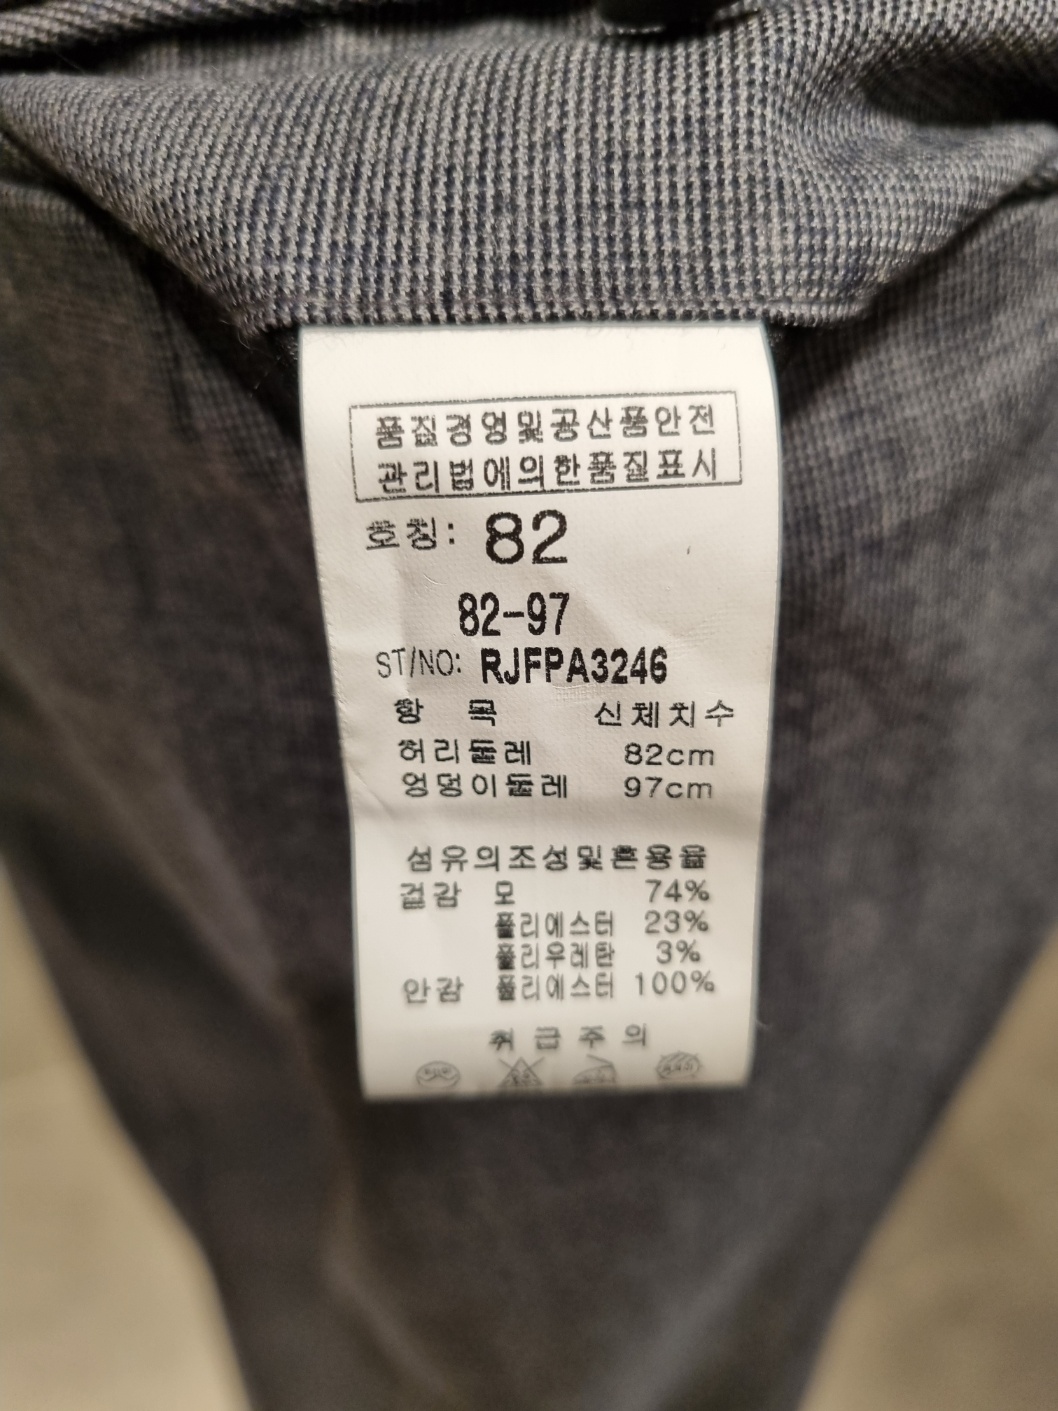 품질경영및공산품안전
관리법에의한품질표시
호칭: 82
82-97
ST/NO: RJFPA3246
항 목 신체치수
허리둘레 82cm
엉덩이둘레 97cm
섬유의조성및혼용율
겉감 모 74%
폴리에스터 23%
폴리우레탄 3%
안감 폴리에스터 100%
취급주의